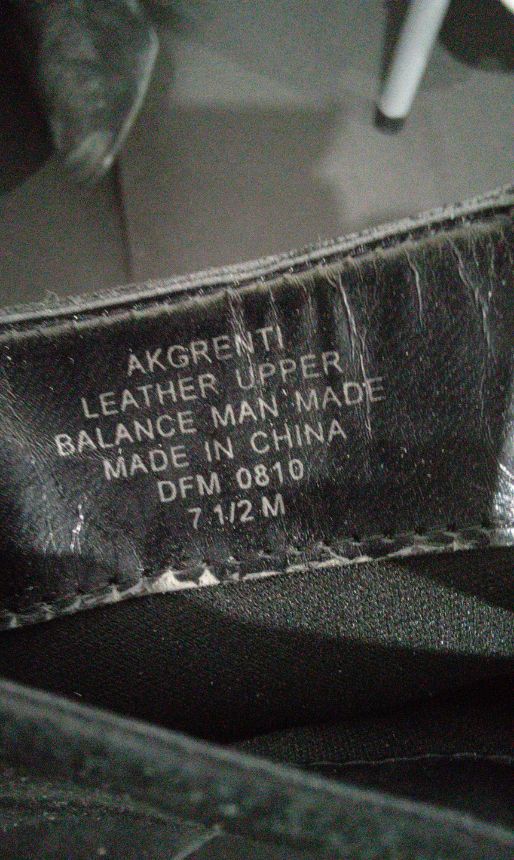 AKGRENTI
LEATHER UPPER
BALANCE MAN MADE
MADE IN CHINA
DFM 0810
7 1/2 M